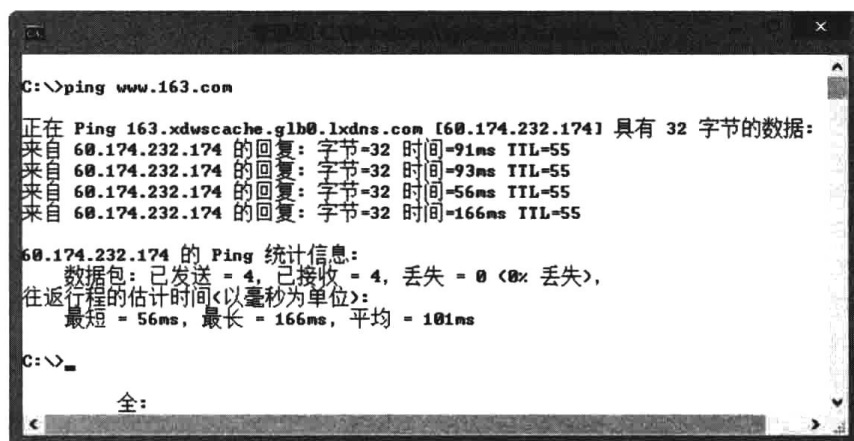 C:\>ping www.163.com
正在 Ping 163.xdwscache.glb0.lxdns.com [60.174.232.174] 具有 32 字节的数据:
来自 60.174.232.174 的回复: 字节=32 时间=91ms TTL=55
来自 60.174.232.174 的回复: 字节=32 时间=93ms TTL=55
来自 60.174.232.174 的回复: 字节=32 时间=56ms TTL=55
来自 60.174.232.174 的回复: 字节=32 时间=166ms TTL=55
60.174.232.174 的 Ping 统计信息:
数据包: 已发送 = 4, 已接收 = 4, 丢失 = 0 (0% 丢失),
往返行程的估计时间(以毫秒为单位):
最短 = 56ms, 最长 = 166ms, 平均 = 101ms
C:\>
全: